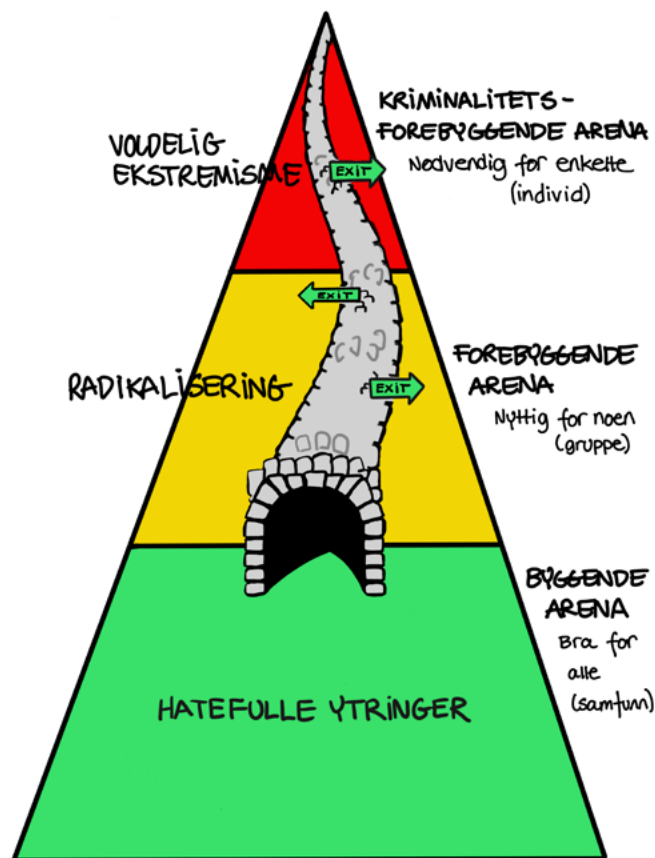 VOLDELIG
EKSTREMISME
KRIMINALITETS-
FOREBYGGENDE ARENA
Nødvendig for enkelte
(individ)
EXIT
EXIT
RADIKALISERING
EXIT
FOREBYGGENDE
ARENA
Nyttig for noen
(gruppe)
BYGGENDE
ARENA
Bra for
alle
(samfunn)
HATEFULLE YTRINGER